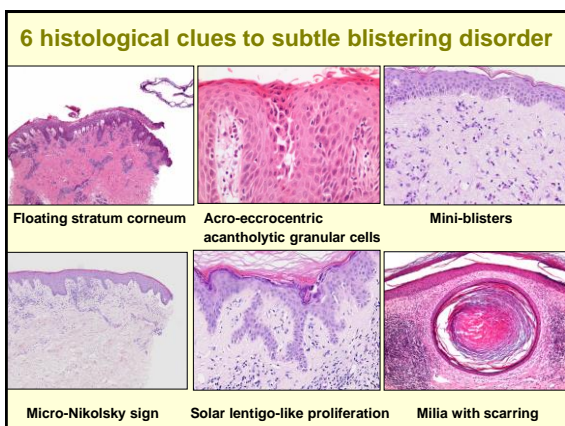 6 histological clues to subtle blistering disorder
Floating stratum corneum
Acro-eccrocentric
acantholytic granular cells
Mini-blisters
Micro-Nikolsky sign
Solar lentigo-like proliferation
Milia with scarring